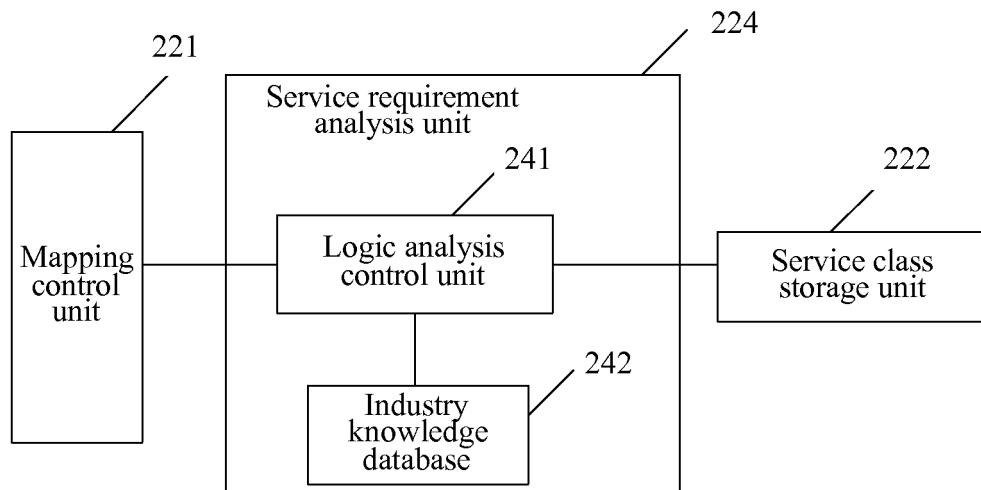 224
221
Service requirement
analysis unit
241
222
Mapping
control
unit
Logic analysis
control unit
Service class
storage unit
242
Industry
knowledge
database